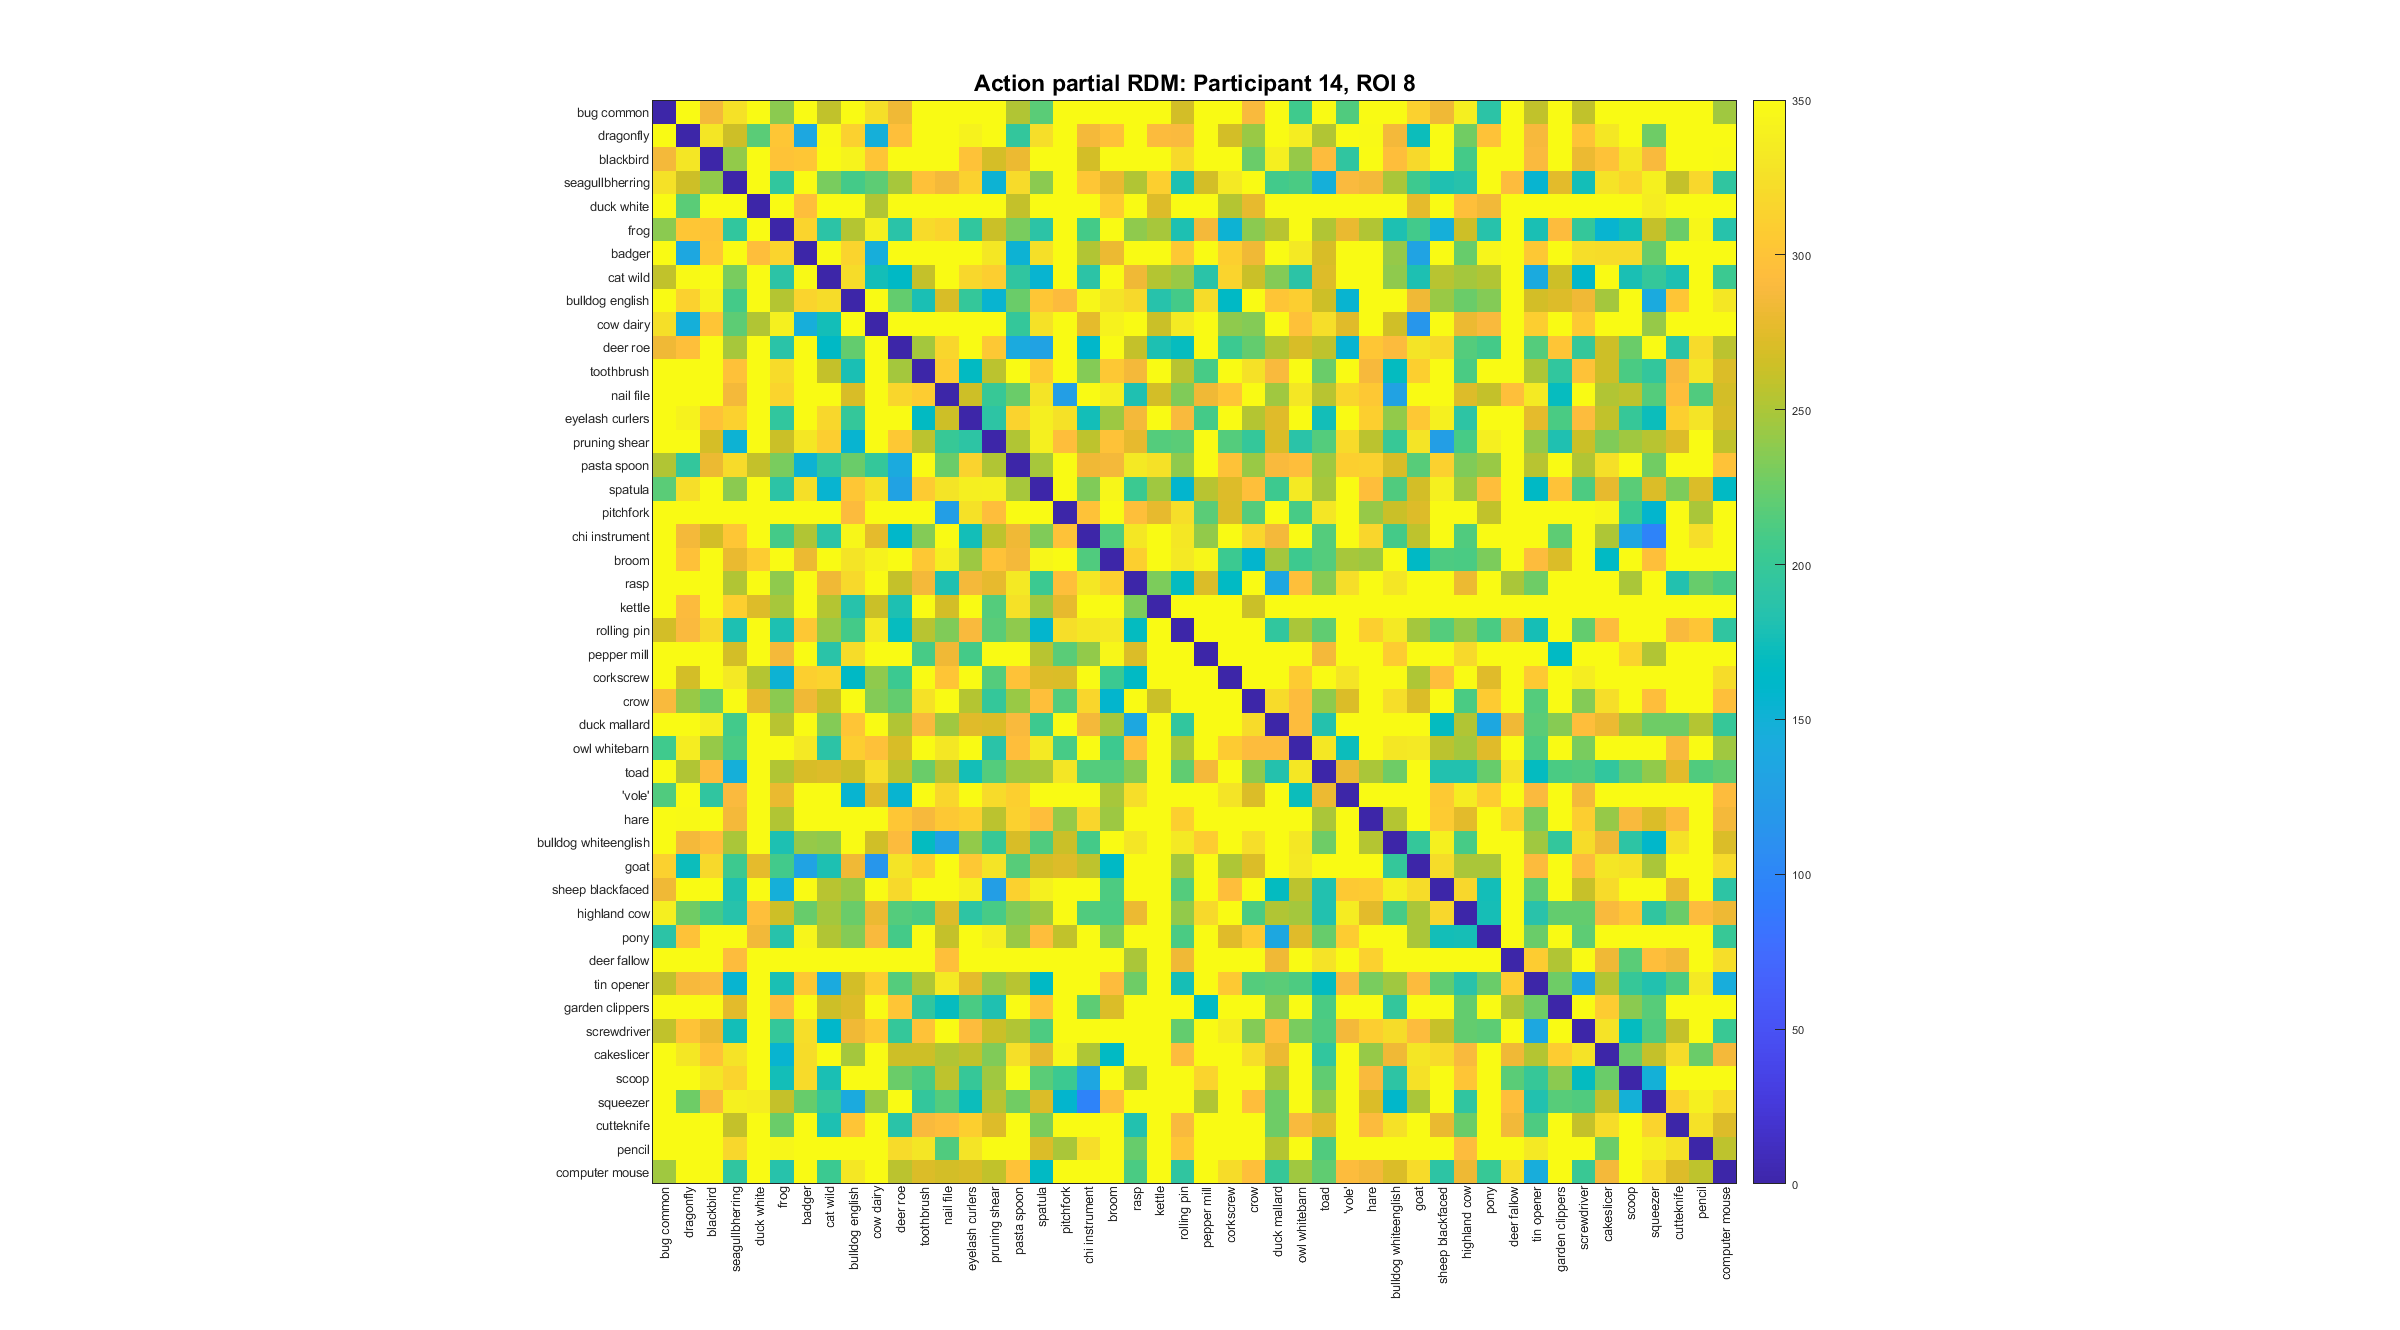 Action partial RDM: Participant 14, ROI 8
bug common
dragonfly
blackbird
seagullbherring
duck white
frog
badger
cat wild
bulldog english
cow dairy
deer roe
toothbrush
nail file
eyelash curlers
pruning shear
pasta spoon
spatula
pitchfork
chi instrument
broom
rasp
kettle
rolling pin
pepper mill
corkscrew
crow
duck mallard
owl whitebarn
toad
'vole'
hare
bulldog whiteenglish
goat
sheep blackfaced
highland cow
pony
deer fallow
tin opener
garden clippers
screwdriver
cakeslicer
scoop
squeezer
cutteknife
pencil
computer mouse
bug common
dragonfly
blackbird
seagullbherring
duck white
frog
badger
cat wild
bulldog english
cow dairy
deer roe
toothbrush
nail file
eyelash curlers
pruning shear
pasta spoon
spatula
pitchfork
chi instrument
broom
rasp
kettle
rolling pin
pepper mill
corkscrew
crow
duck mallard
owl whitebarn
toad
'vole'
hare
bulldog whiteenglish
goat
sheep blackfaced
highland cow
pony
deer fallow
tin opener
garden clippers
screwdriver
cakeslicer
scoop
squeezer
cutteknife
pencil
computer mouse
350
300
250
200
150
100
50
0